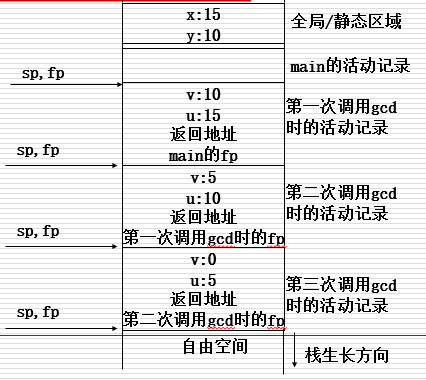 x:15
y:10
全局/静态区域
main的活动记录
sp,fp
v:10
u:15
返回地址
main的fp
第一次调用gcd
时的活动记录
sp,fp
v:5
u:10
返回地址
第一次调用gcd时的fp
第二次调用gcd
时的活动记录
sp,fp
v:0
u:5
返回地址
第二次调用gcd时的fp
第三次调用gcd
时的活动记录
sp,fp
自由空间
栈生长方向